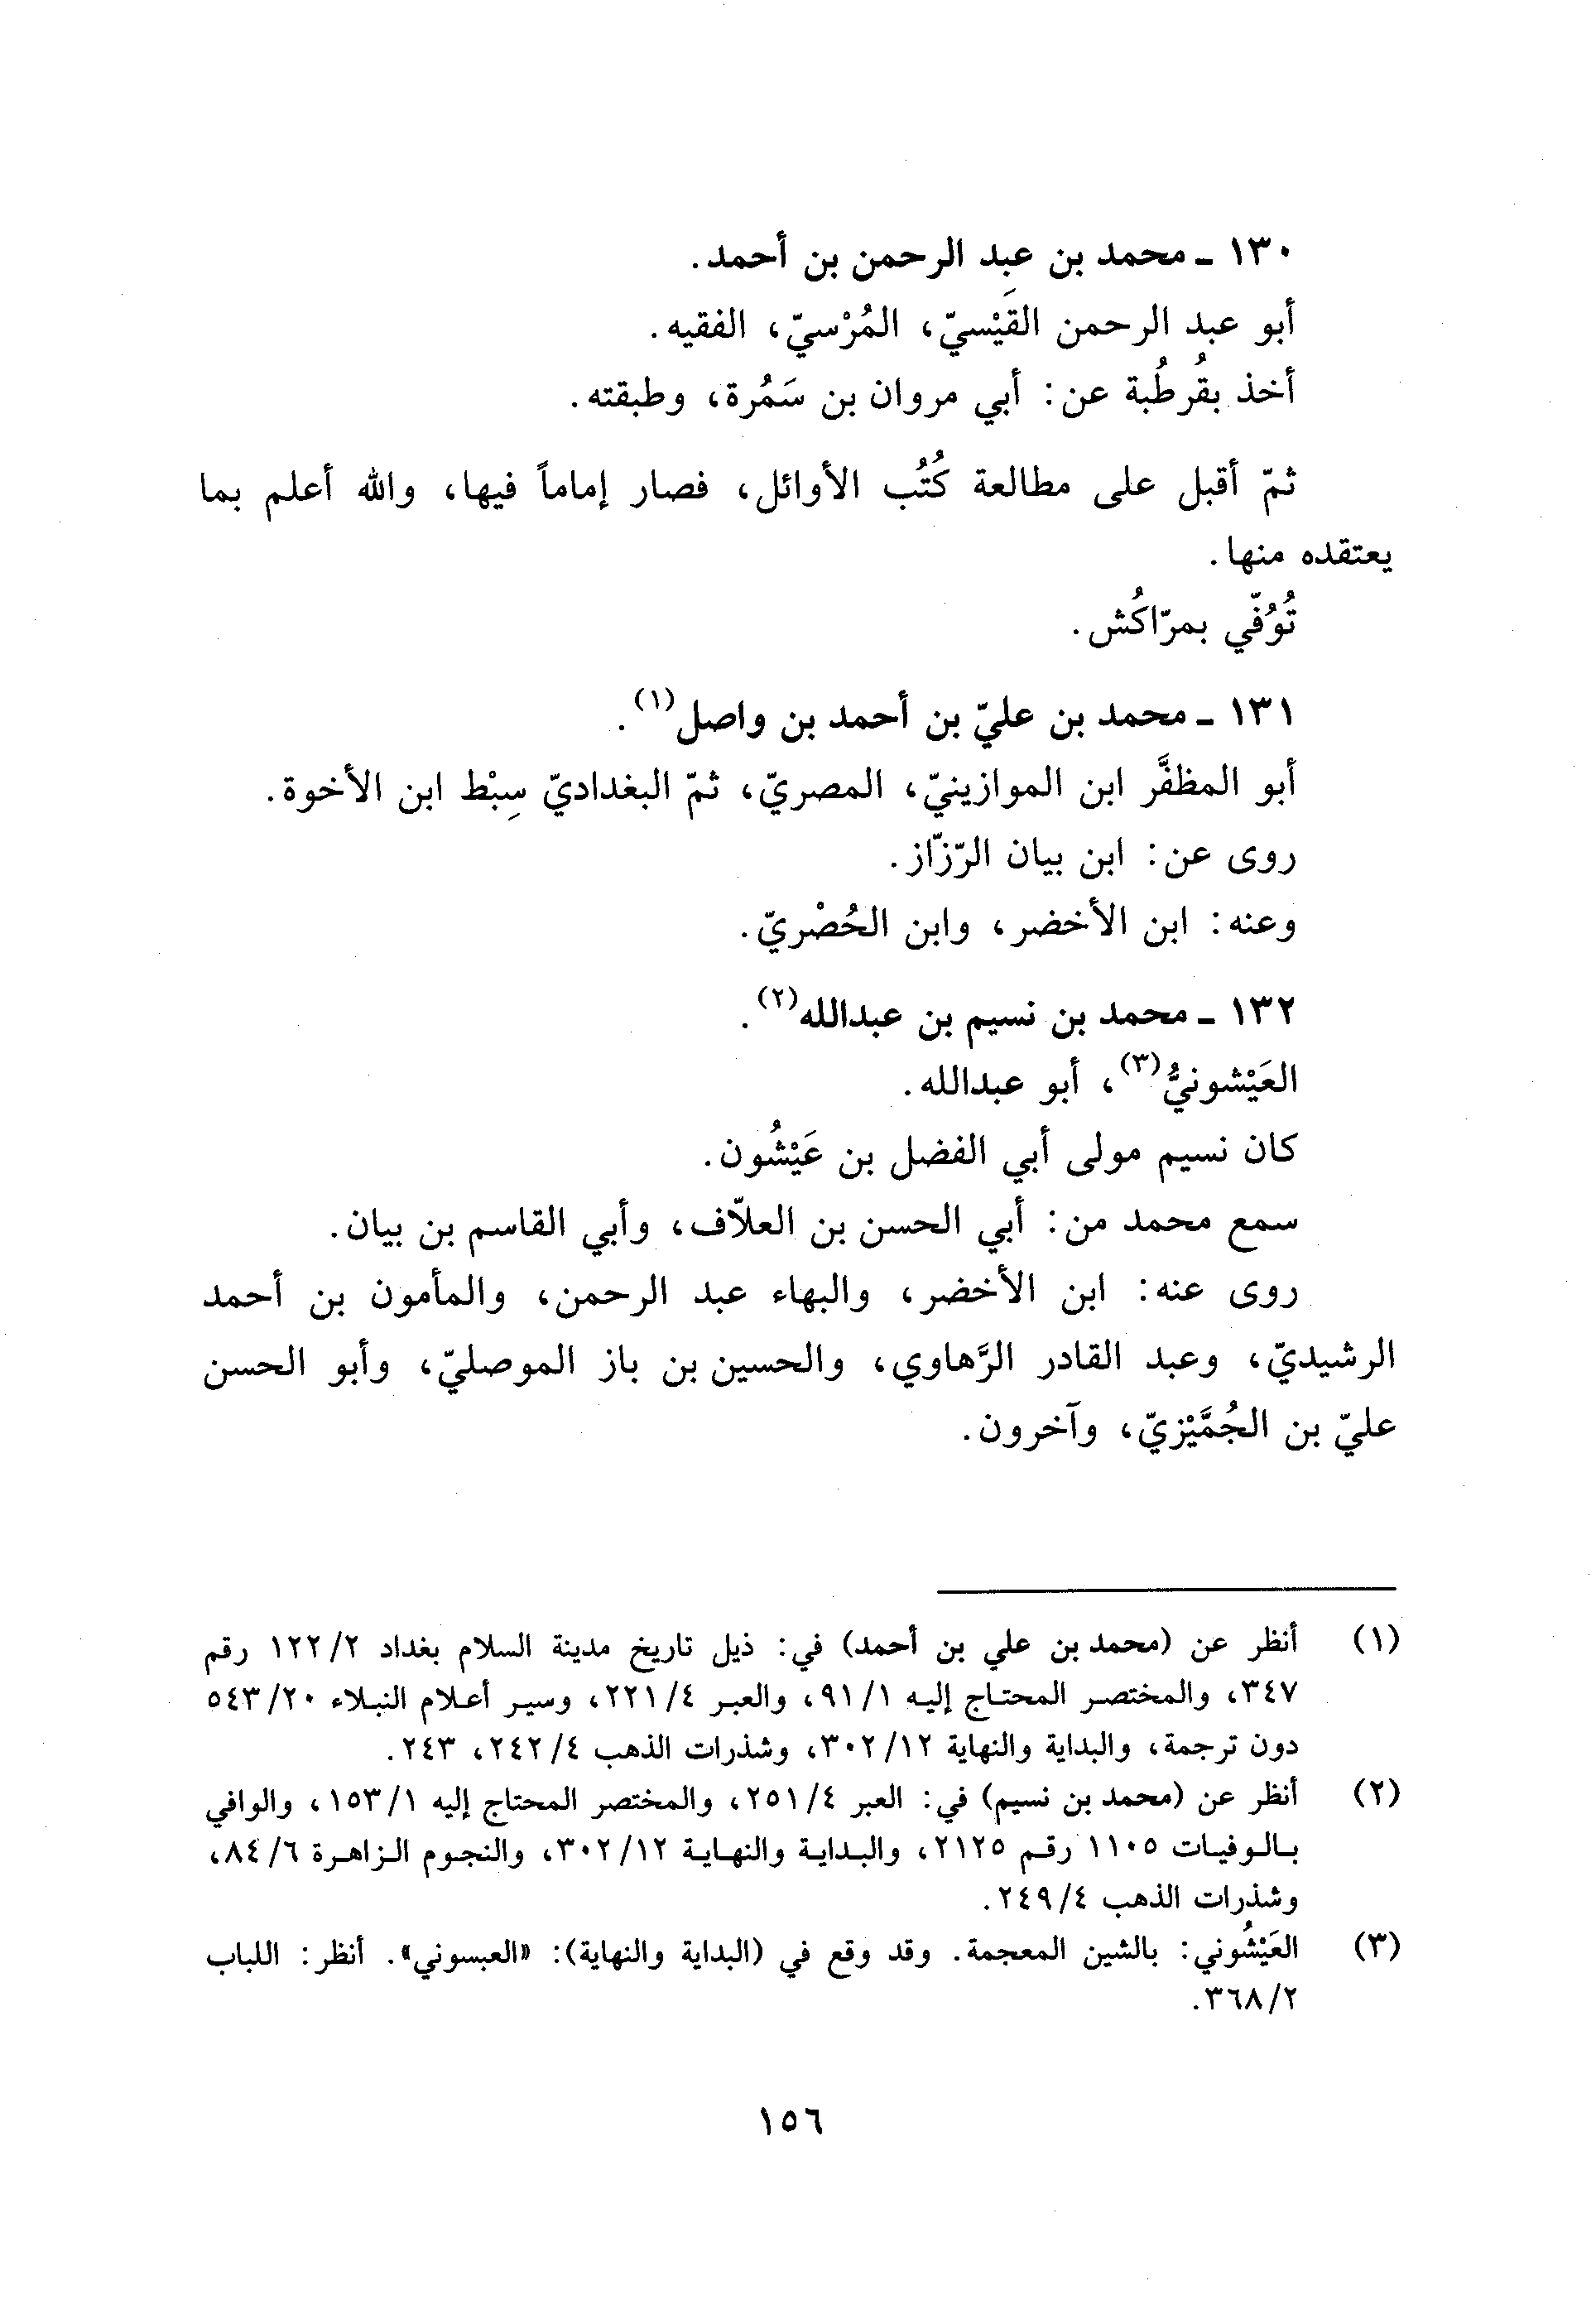 ١٣٠ ـ محمد بن عبد الرحمن بن أحمد.
أبو عبد الرحمن القَيْسيّ، المُرْسيّ، الفقيه.
أخذ بقُرطُبة عن: أبي مروان بن سَمُرة، وطبقته.
ثمّ أقبل على مطالعة كُتُب الأوائل، فصار إماماً فيها، والله أعلم بما
يعتقده منها.
تُوُفّي بمرّاكُش.
١٣١ ـ محمد بن عليّ بن أحمد بن واصل(١).
أبو المظفَّر ابن الموازينيّ، المصريّ، ثمّ البغداديّ سِبْط ابن الأخوة.
روى عن: ابن بيان الرّزّاز.
وعنه: ابن الأخضر، وابن الحُصْريّ.
١٣٢ ـ محمد بن نسيم بن عبدالله(٢).
العَيْشونيُّ(٣)، أبو عبدالله.
كان نسيم مولى أبي الفضل بن عَيْشُون.
سمع محمد من: أبي الحسن بن العلاّف، وأبي القاسم بن بيان.
روى عنه: ابن الأخضر، والبهاء عبد الرحمن، والمأمون بن أحمد
الرشيديّ، وعبد القادر الرَّهاوي، والحسين بن باز الموصليّ، وأبو الحسن
عليّ بن الجُمَّيْزيّ، وآخرون.
(١) أنظر عن (محمد بن علي بن أحمد) في: ذيل تاريخ مدينة السلام بغداد ١٢٢/٢ رقم
٣٤٧، والمختصر المحتاج إليه ٩١/١، والعبر ٢٢١/٤، وسير أعلام النبلاء ٥٤٣/٢٠
دون ترجمة، والبداية والنهاية ٣٠٢/١٢، وشذرات الذهب ٢٤٢/٤، ٢٤٣.
(٢) أنظر عن (محمد بن نسيم) في: العبر ٢٥١/٤، والمختصر المحتاج إليه ١٥٣/١، والوافي
بالوفيات ١١٠٥ رقم ٢١٢٥، والبداية والنهاية ٣٠٢/١٢، والنجوم الزاهرة ٨٤/٦،
وشذرات الذهب ٢٤٩/٤.
(٣) العَيْشُوني: بالشين المعجمة. وقد وقع في (البداية والنهاية): «العبسوني». أنظر: اللباب
٣٦٨/٢.
١٥٦